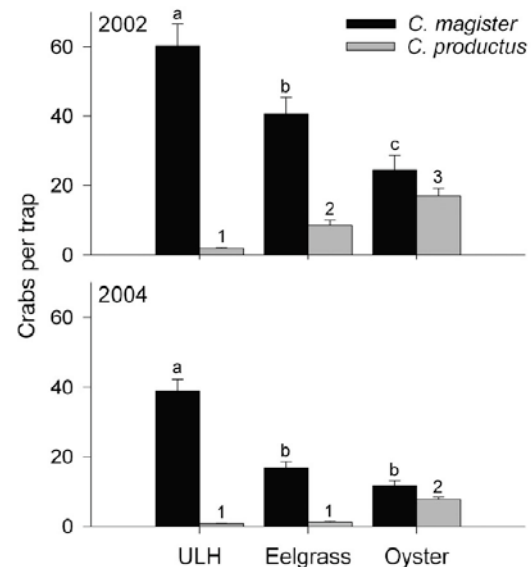 2002
C. magister
C. productus
60
40
20
0
a
1
b
2
c
3
Crabs per trap
2004
60
40
20
0
a
1
b
1
b
2
ULH Eelgrass Oyster